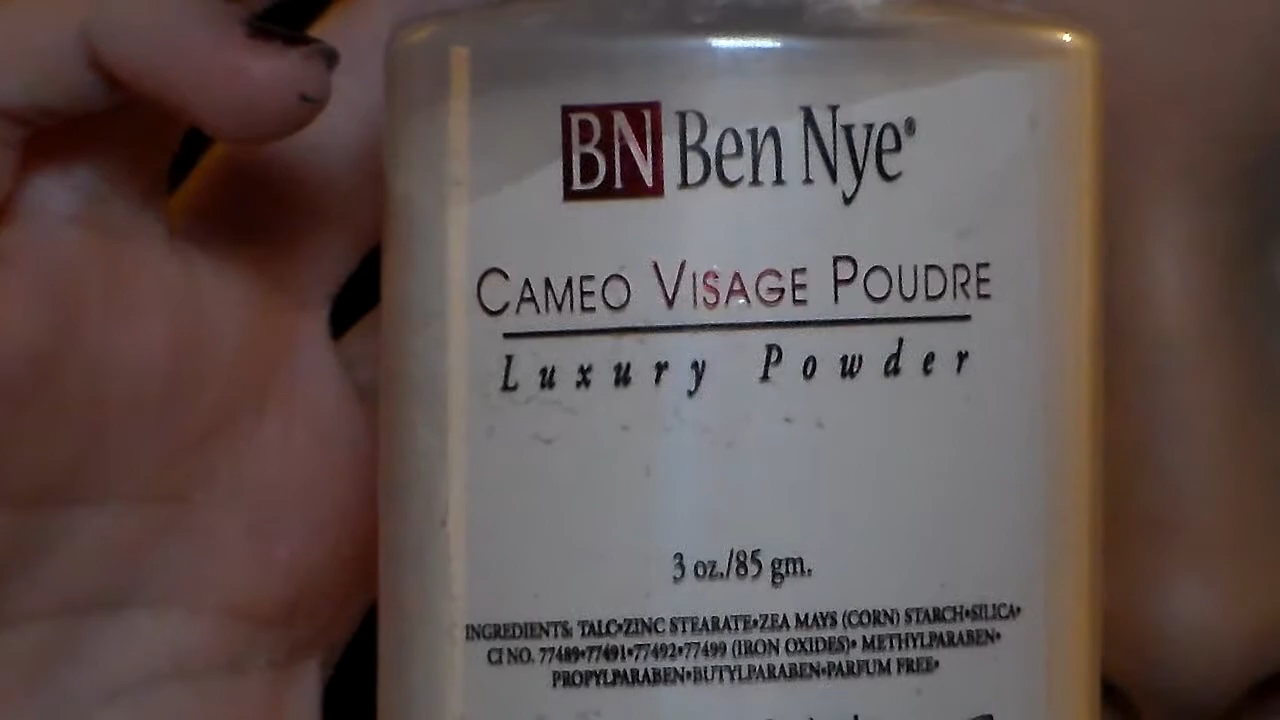 BN Ben Nye®
CAMEO VISAGE POUDRE
Luxury Powder
3 oz./85 gm.
INGREDIENTS: TALC•ZINC STEARATE•ZEA MAYS (CORN) STARCH•SILICA•
CI NO. 77489•77491•77492•77499 (IRON OXIDES)• METHYLPARABEN•
PROPYLPARABEN•BUTYLPARABEN•PARFUM FREE•